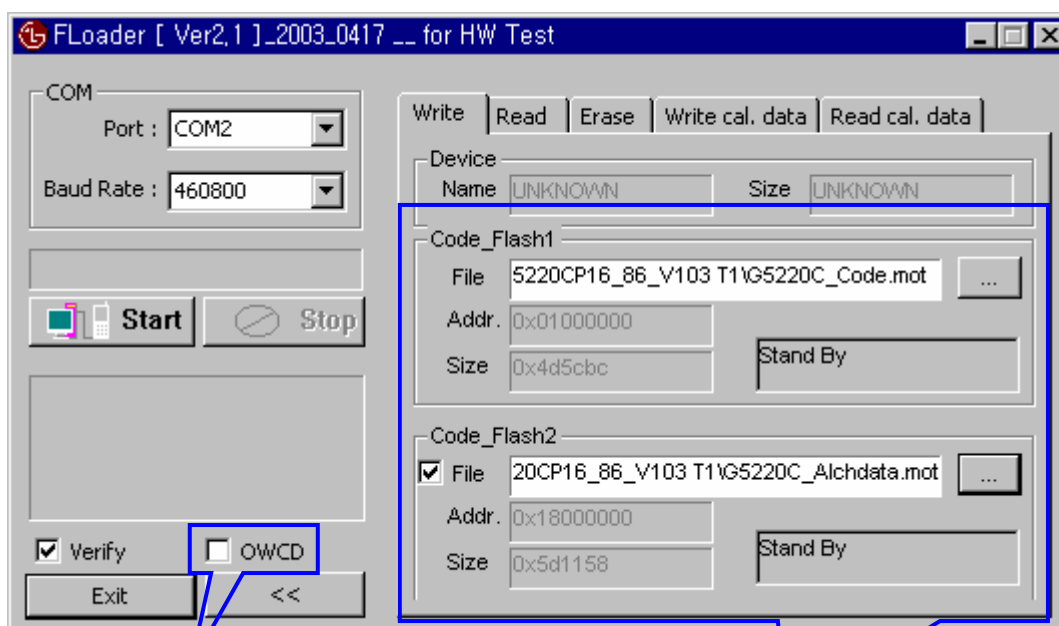 FLoader [ Ver2,1 ]_2003_0417 __ for HW Test
COM
Port : COM2
Baud Rate : 460800
Start Stop
Verify OWCD
Exit <<
Write Read Erase Write cal. data Read cal. data
Device
Name UNKNOWN Size UNKNOWN
Code_Flash1
File 5220CP16_86_V103 T1\G5220C_Code.mot ...
Addr. 0x01000000
Size 0x4d5cbc
Stand By
Code_Flash2
File 20CP16_86_V103 T1\G5220C_Alchdata.mot ...
Addr. 0x18000000
Size 0x5d1158
Stand By